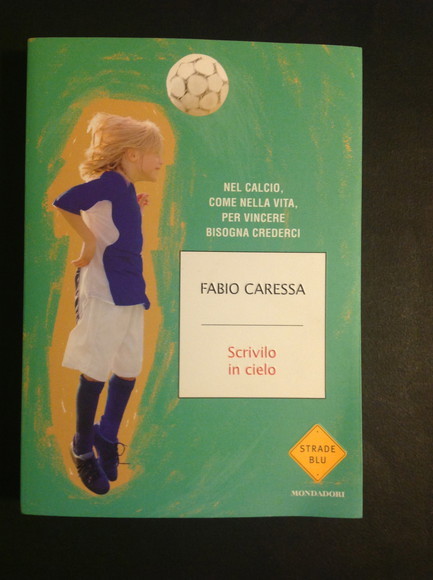 NEL CALCIO,
COME NELLA VITA,
PER VINCERE
BISOGNA CREDERCI
FABIO CARESSA
Scrivilo
in cielo
STRADE
BLU
MONDADORI